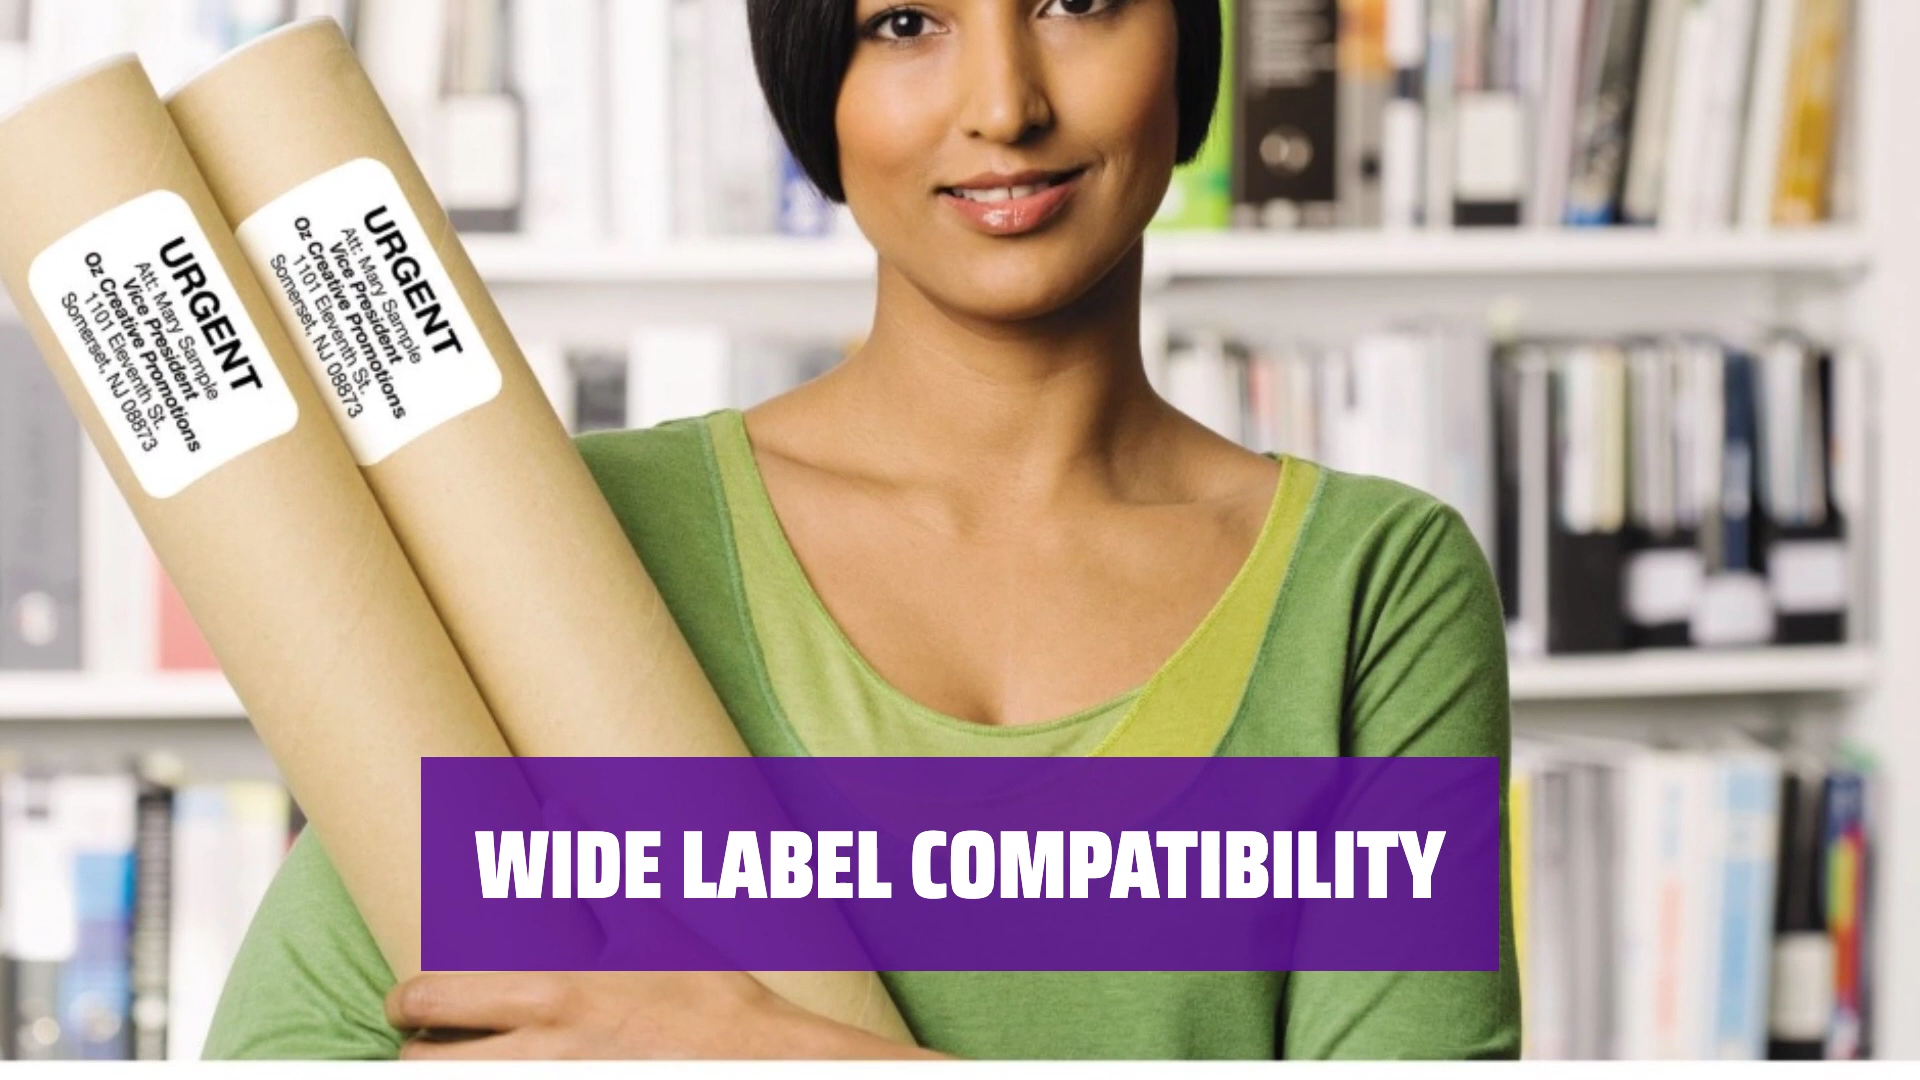 URGENT
Att: Mary Sample
Vice President
Oz Creative Promotions
1101 Eleventh St.
Somerset, NJ 08873
URGENT
Att: Mary Sample
Vice President
Oz Creative Promotions
1101 Eleventh St.
Somerset, NJ 08873
WIDE LABEL COMPATIBILITY